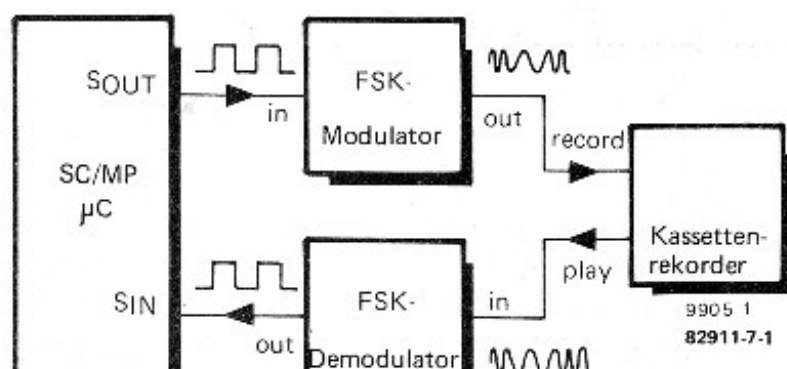 SOUT
in
FSK-
Modulator
out
record
SC/MP
µC
Kassetten-
rekorder
play
SIN
out
FSK-
Demodulator
in
9905 1
82911-7-1